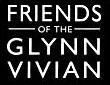 FRIENDS
OF THE
GLYNN
VIVIAN